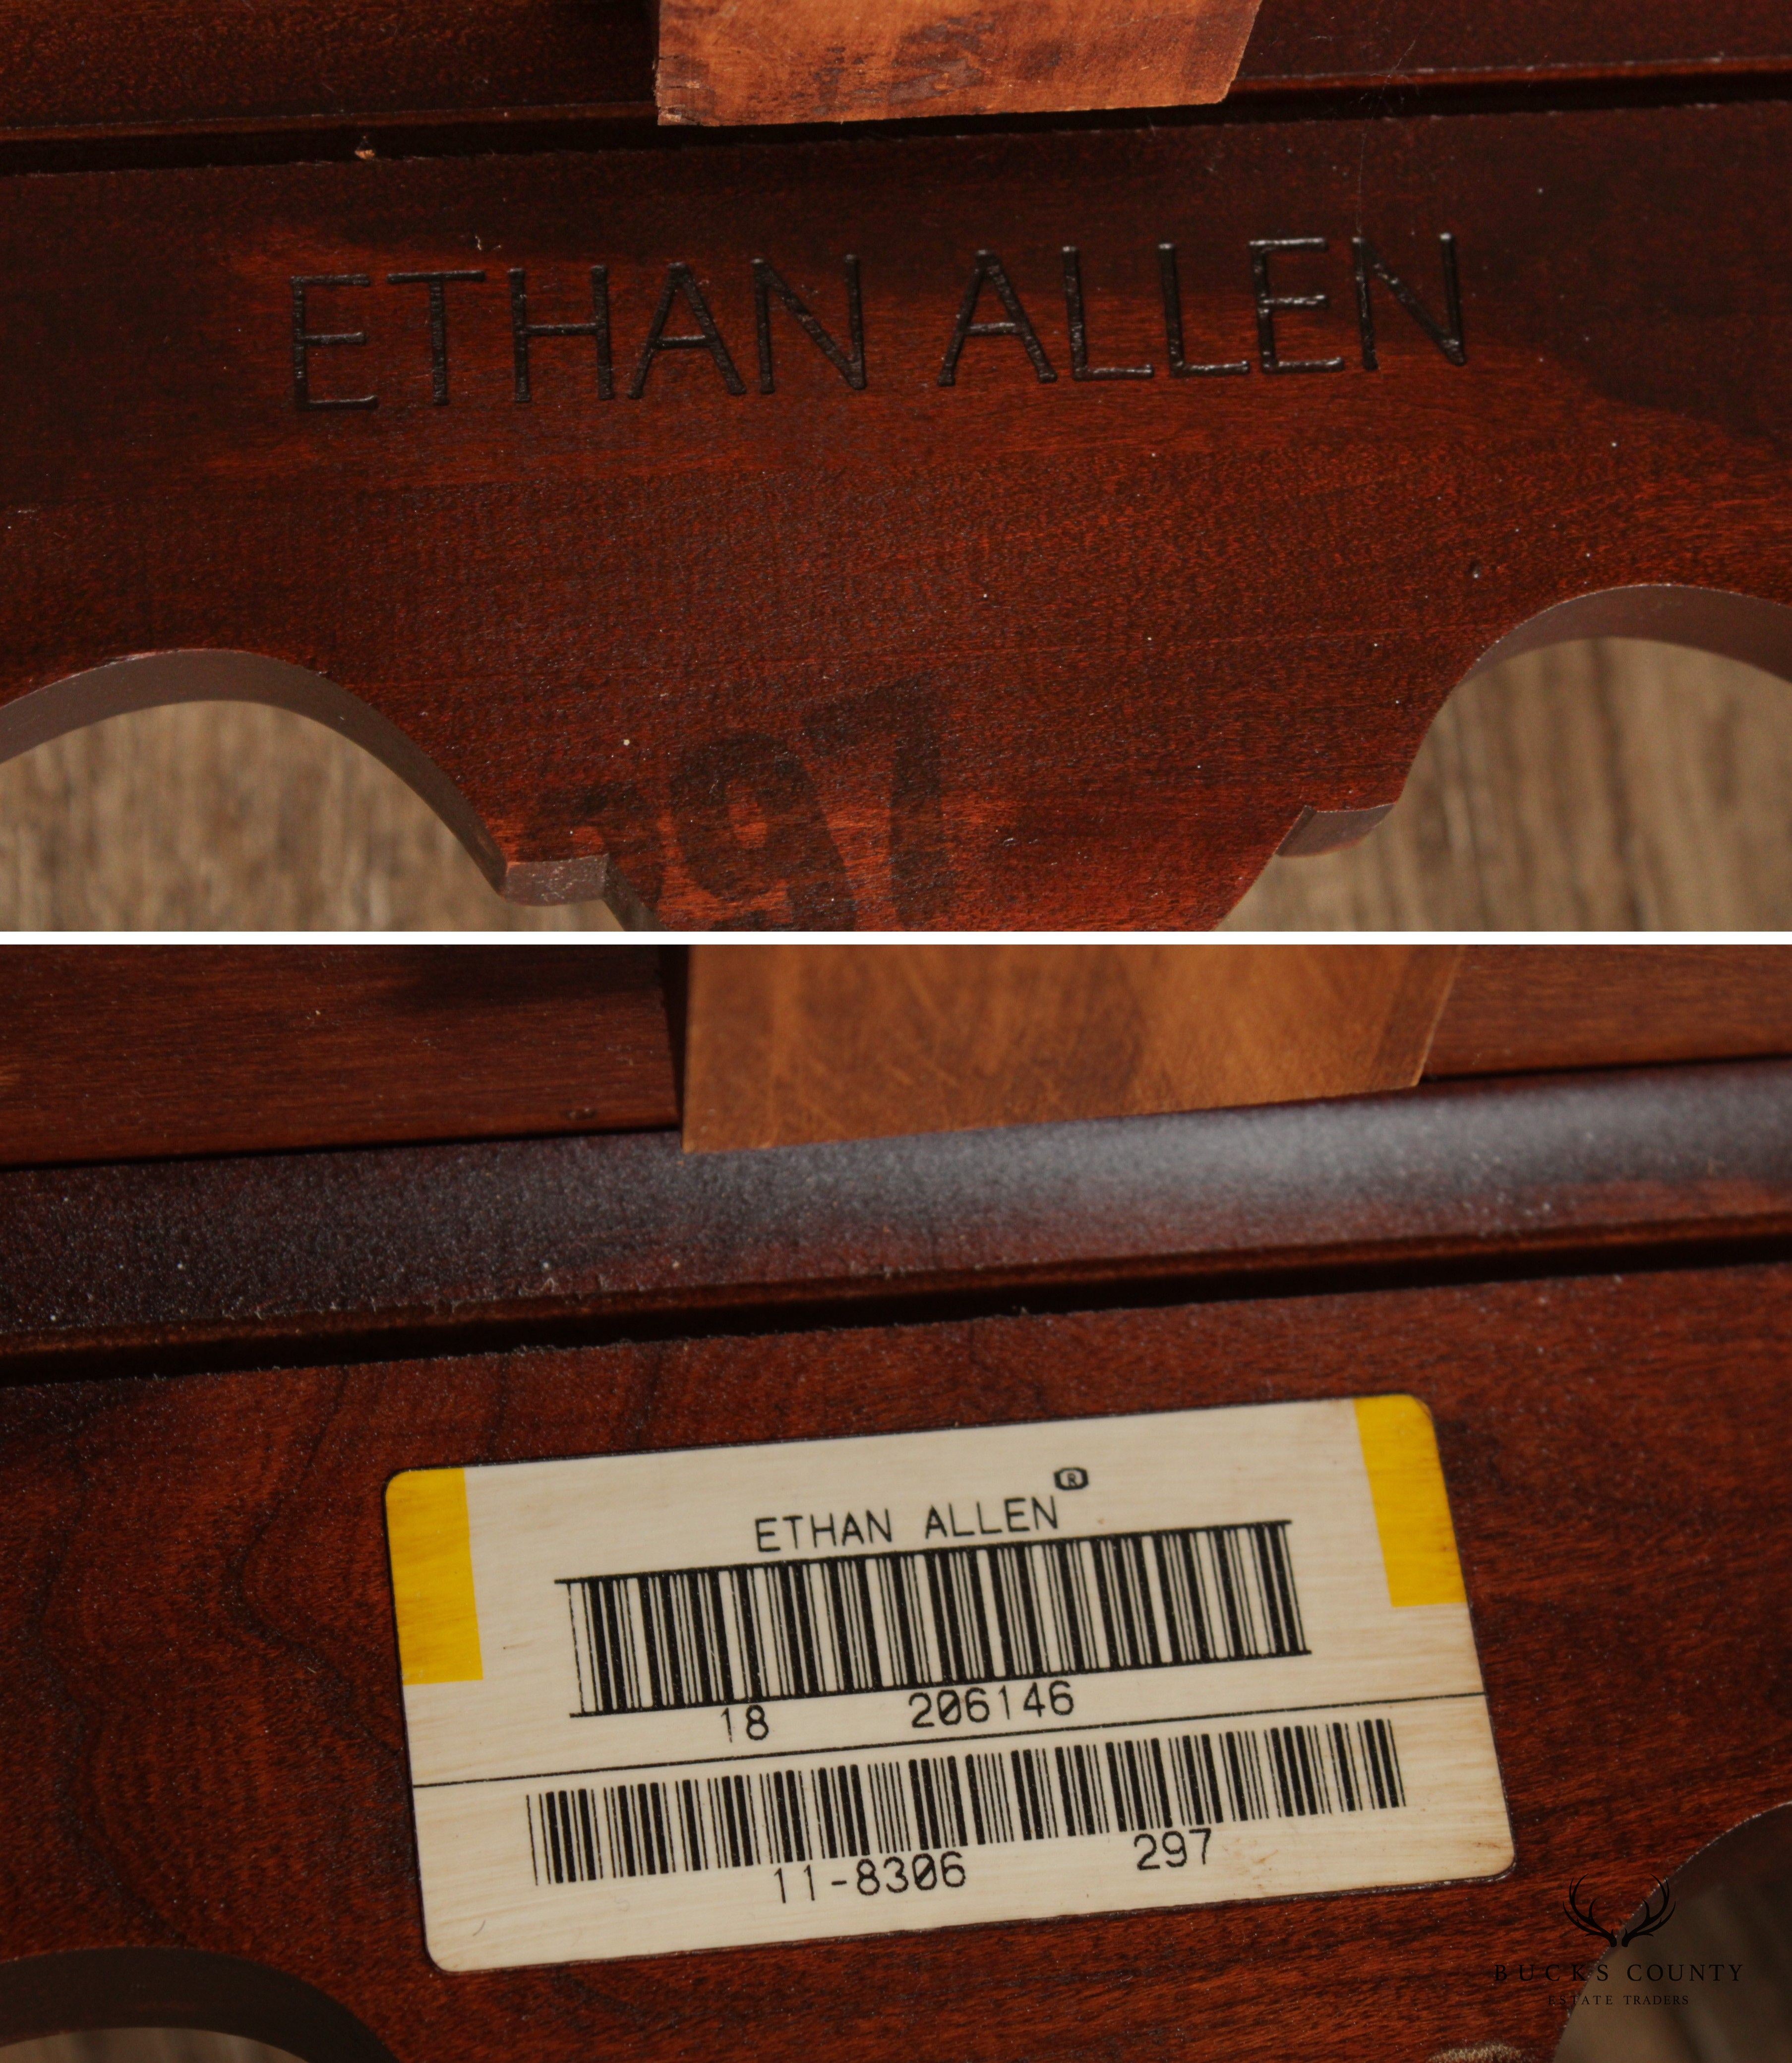 ETHAN ALLEN
297
ETHAN ALLEN®
18 206146
11-8306 297
BUCKS COUNTY
ESTATE TRADERS